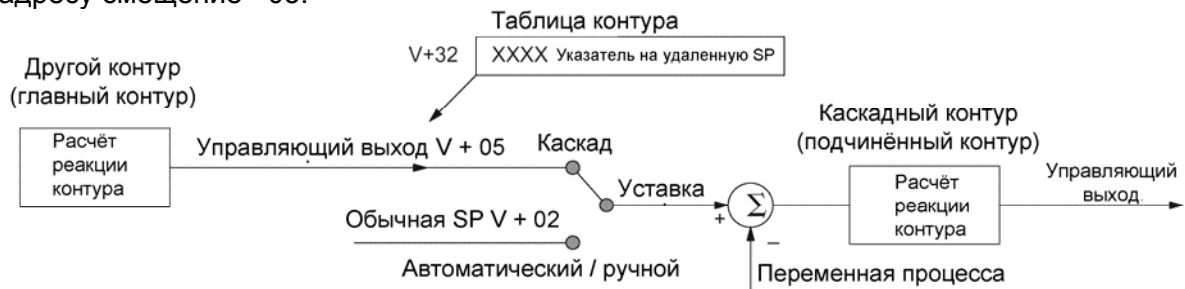 адресу смещение +05.
Таблица контура
V+32 XXXX Указатель на удаленную SP
Другой контур
(главный контур)
Расчёт
реакции
контура
Управляющий выход V + 05
Каскад
Уставка
Обычная SP V + 02
Автоматический / ручной
+
Σ
–
Переменная процесса
Каскадный контур
(подчинённый контур)
Расчёт
реакции
контура
Управляющий
выход.